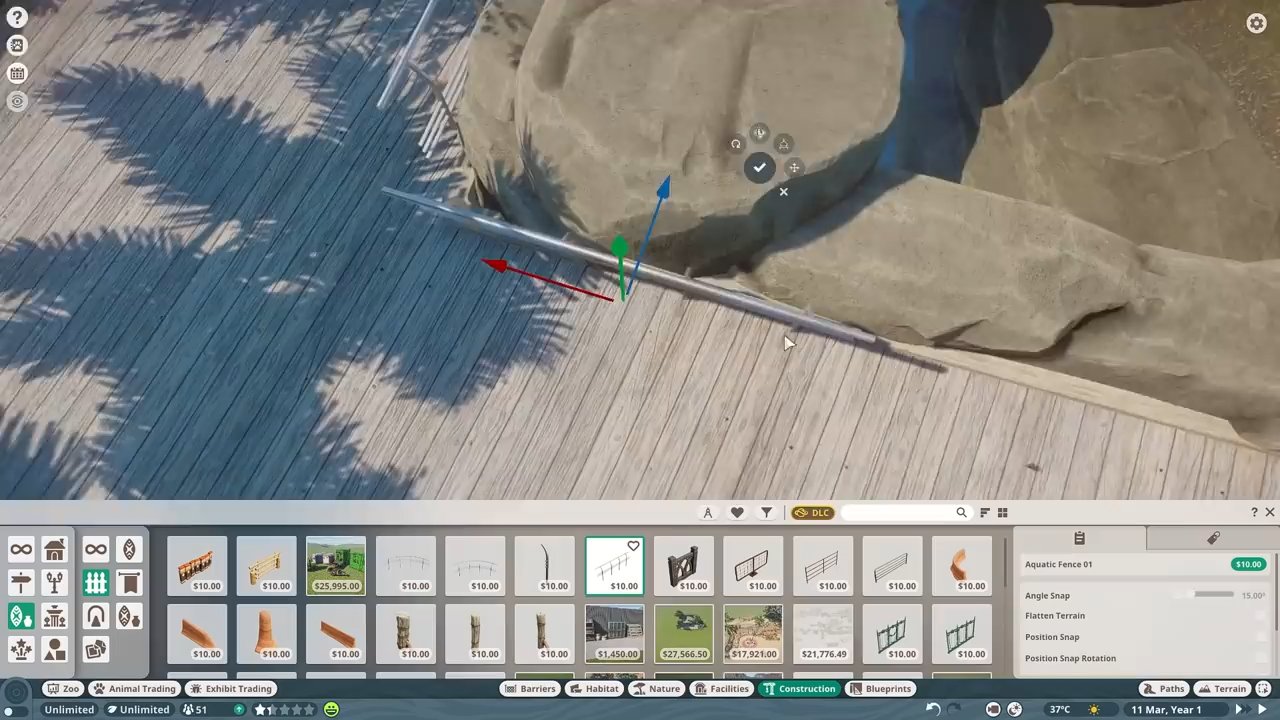 DLC
$10.00 $10.00 $25,995.00 $10.00 $10.00 $10.00 $10.00 $10.00 $10.00 $10.00 $10.00 $10.00
$10.00 $10.00 $10.00 $10.00 $10.00 $10.00 $1,450.00 $27,566.50 $17,921.00 $21,776.49 $10.00 $10.00
Aquatic Fence 01 $10.00
Angle Snap 15.00°
Flatten Terrain
Position Snap
Position Snap Rotation
Zoo Animal Trading Exhibit Trading Barriers Habitat Nature Facilities Construction Blueprints Paths Terrain
Unlimited Unlimited 51 37°C 11 Mar, Year 1